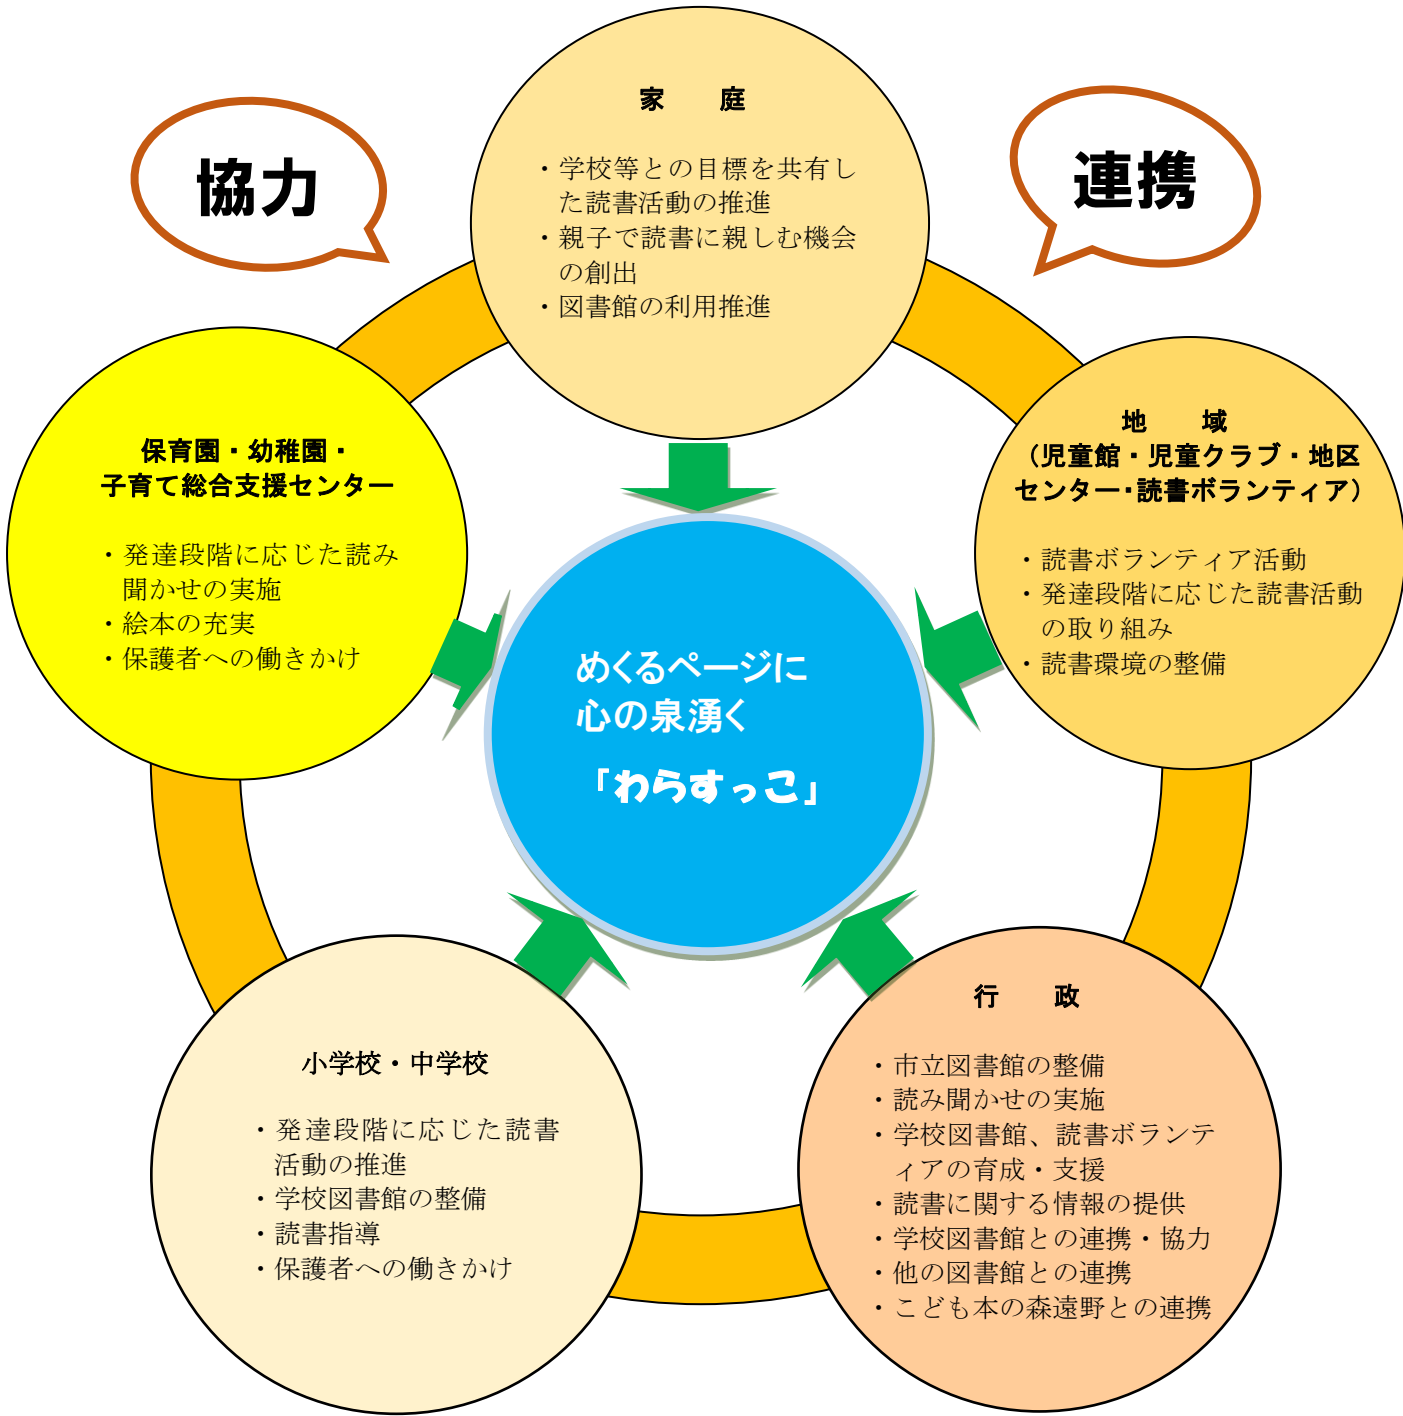 協力
連携
家　　庭
・学校等との目標を共有し
た読書活動の推進
・親子で読書に親しむ機会
の創出
・図書館の利用推進
保育園・幼稚園・
子育て総合支援センター
・発達段階に応じた読み
聞かせの実施
・絵本の充実
・保護者への働きかけ
地　　域
（児童館・児童クラブ・地区
センター・読書ボランティア）
・読書ボランティア活動
・発達段階に応じた読書活動
の取り組み
・読書環境の整備
めくるページに
心の泉湧く
「わらすっこ」
小学校・中学校
・発達段階に応じた読書
活動の推進
・学校図書館の整備
・読書指導
・保護者への働きかけ
行　　政
・市立図書館の整備
・読み聞かせの実施
・学校図書館、読書ボランテ
ィアの育成・支援
・読書に関する情報の提供
・学校図書館との連携・協力
・他の図書館との連携
・こども本の森遠野との連携